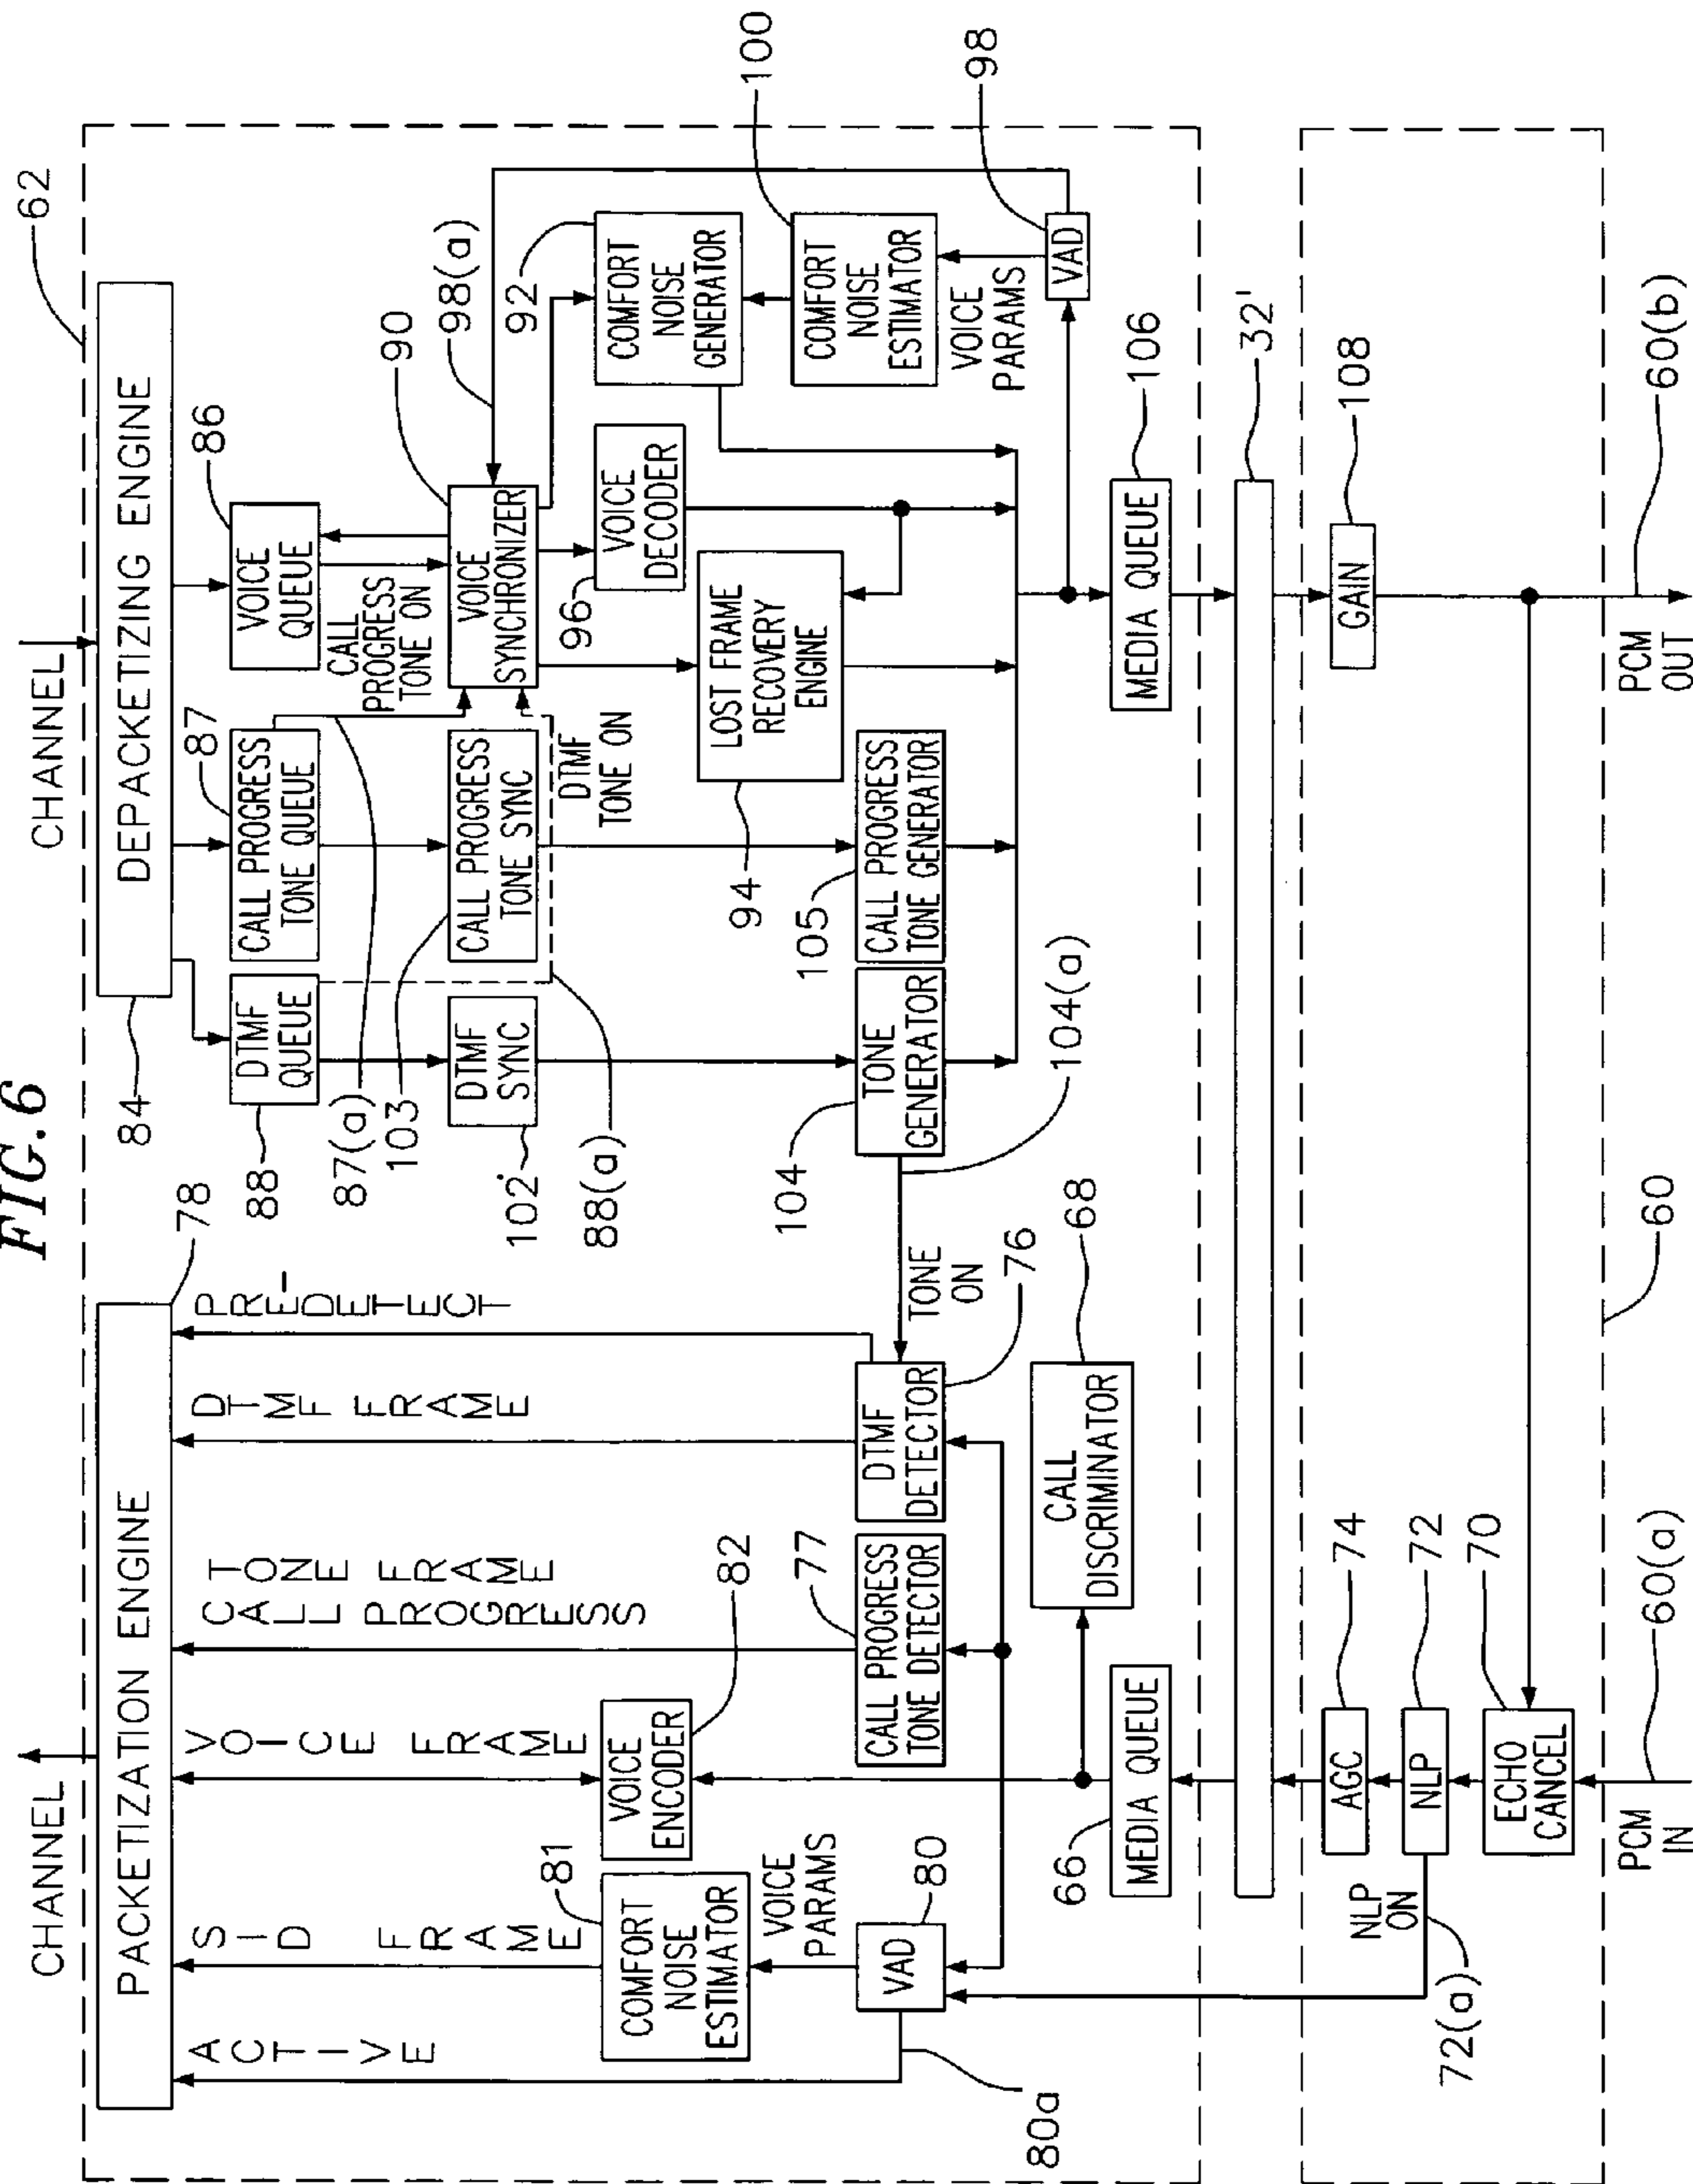 FIG. 6
CHANNEL
CHANNEL
62
PACKETIZATION ENGINE
78
84
DEPACKETIZING ENGINE
ACTIVE
SID FRAME
VOICE FRAME
CALL PROGRESS
TONE FRAME
DTMF FRAME
PRE-
DETECT
88
DTMF
QUEUE
87
CALL PROGRESS
TONE QUEUE
86
VOICE
QUEUE
87(a)
CALL
PROGRESS
TONE ON
90
98(a)
103
102
DTMF
SYNC
CALL PROGRESS
TONE SYNC
VOICE
SYNCHRONIZER
88(a)
DTMF
TONE ON
81
COMFORT
NOISE
ESTIMATOR
82
VOICE
ENCODER
96
VOICE
DECODER
92
COMFORT
NOISE
GENERATOR
94
LOST FRAME
RECOVERY
ENGINE
100
COMFORT
NOISE
ESTIMATOR
VOICE
PARAMS
VOICE
PARAMS
80
VAD
77
CALL PROGRESS
TONE DETECTOR
DTMF
DETECTOR
76
TONE
ON
104
TONE
GENERATOR
104(a)
105
CALL PROGRESS
TONE GENERATOR
98
VAD
80a
68
CALL
DISCRIMINATOR
66
MEDIA QUEUE
MEDIA QUEUE
106
32'
NLP
ON
72(a)
AGC
74
NLP
72
ECHO
CANCEL
70
GAIN
108
PCM
IN
60(a)
60
PCM
OUT
60(b)